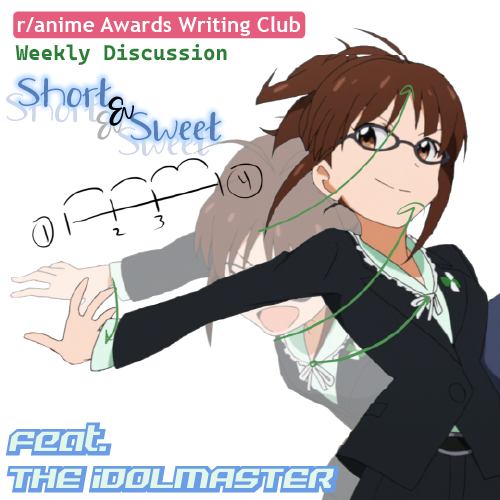 r/anime Awards Writing Club
Weekly Discussion
Short
&
Sweet
1
2
3
4
feat.
THE iDOLM@STER